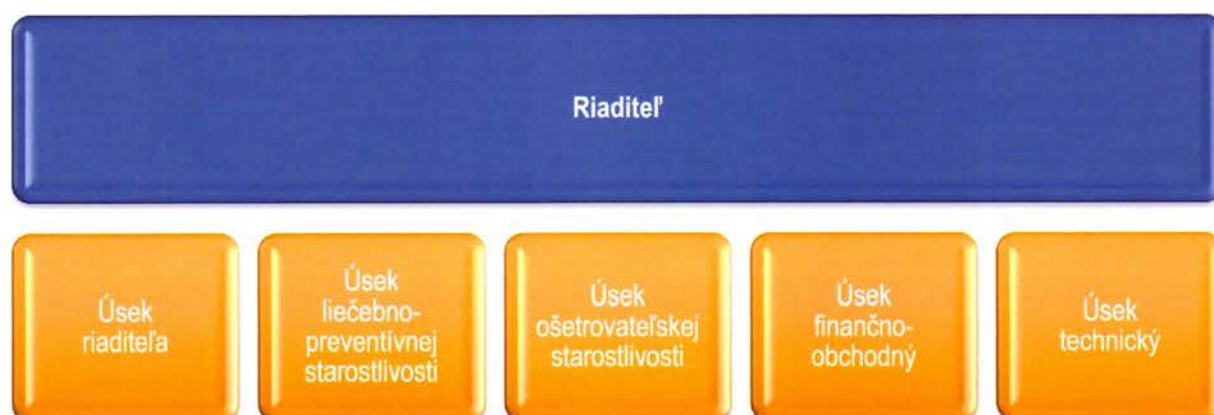 Riaditeľ
Úsek
riaditeľa
Úsek
liečebno-
preventívnej
starostlivosti
Úsek
ošetrovateľskej
starostlivosti
Úsek
finančno-
obchodný
Úsek
technický